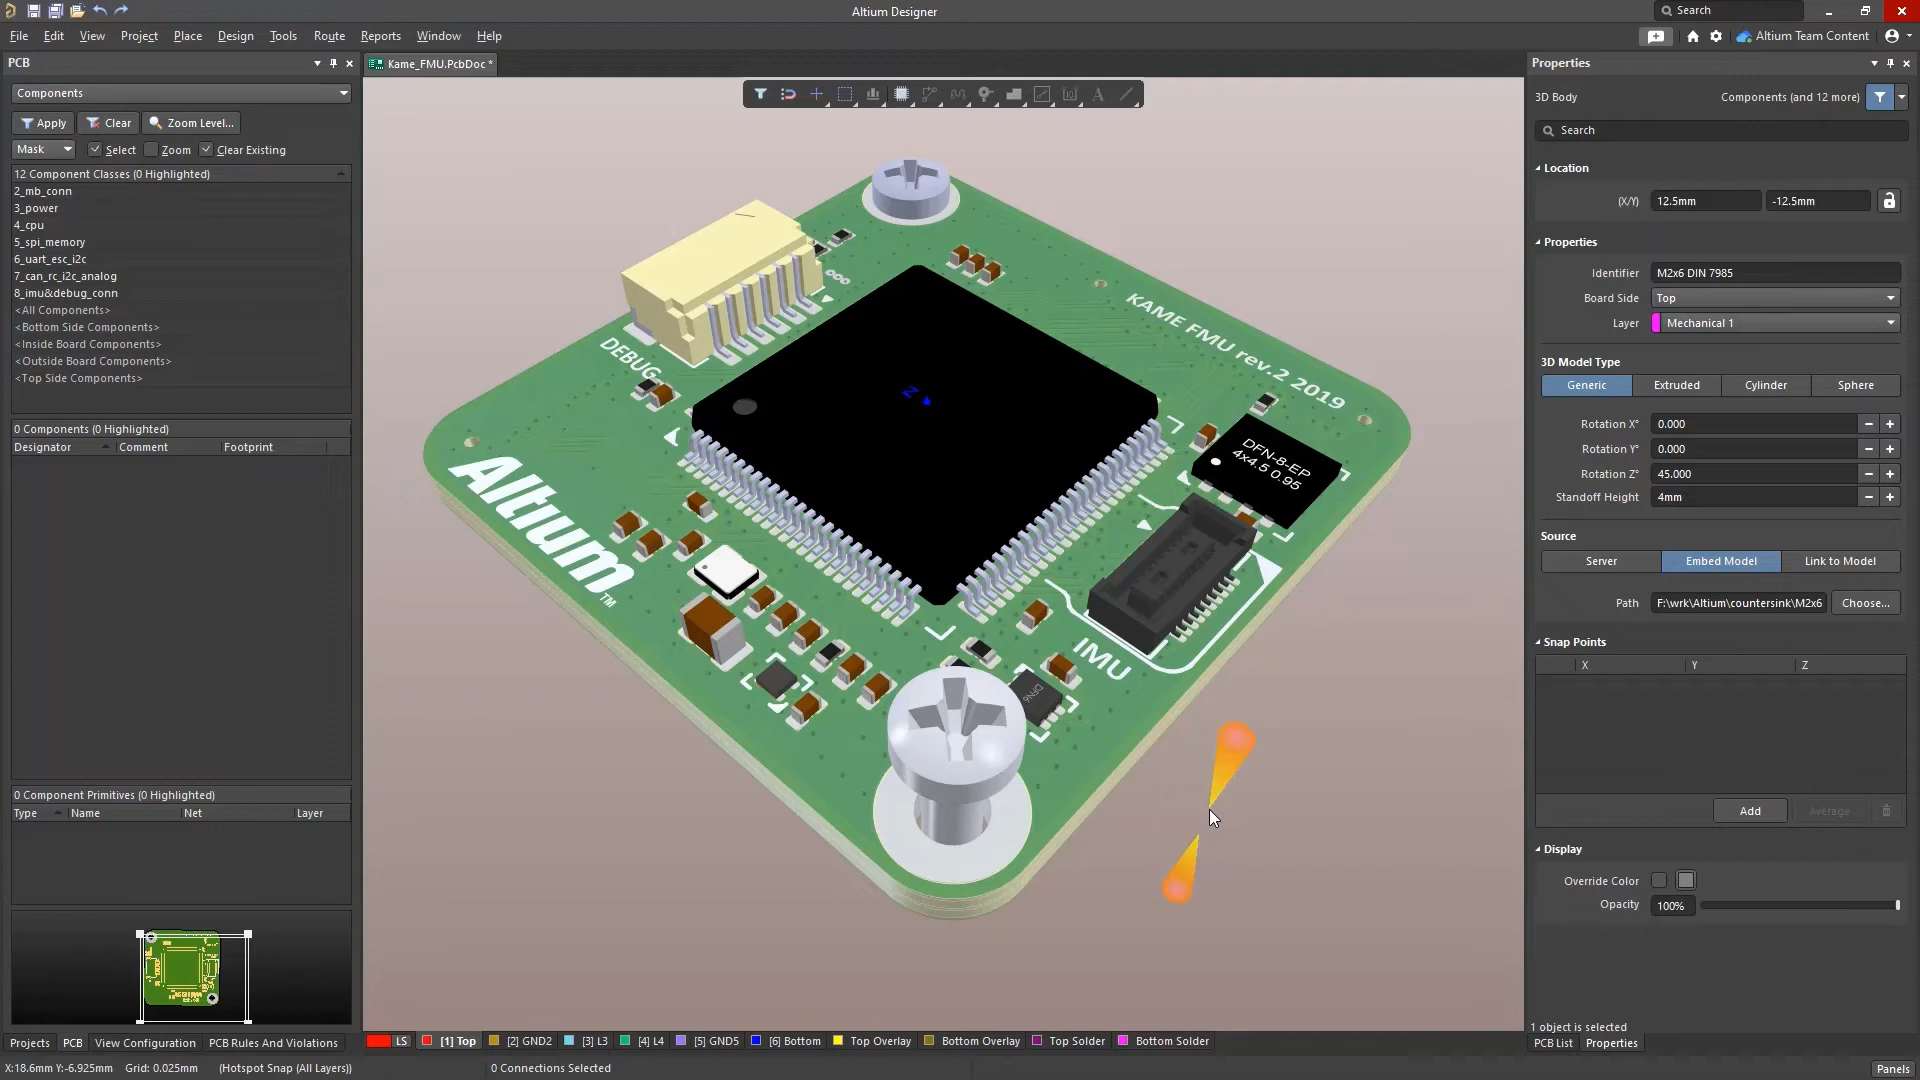 Altium Designer
Search
File Edit View Project Place Design Tools Route Reports Window Help
Altium Team Content
PCB
Components
Apply Clear Zoom Level...
Mask Select Zoom Clear Existing
12 Component Classes (0 Highlighted)
2_mb_conn
3_power
4_cpu
5_spi_memory
6_uart_esc_i2c
7_can_rc_i2c_analog
8_imu&debug_conn
<All Components>
<Bottom Side Components>
<Inside Board Components>
<Outside Board Components>
<Top Side Components>
0 Components (0 Highlighted)
Designator Comment Footprint
0 Component Primitives (0 Highlighted)
Type Name Net Layer
Projects PCB View Configuration PCB Rules And Violations
X:18.6mm Y:-6.925mm Grid: 0.025mm (Hotspot Snap (All Layers))
0 Connections Selected
Kame_FMU.PcbDoc *
KAME FMU rev.2 2019
DEBUG
Z
DFN-8-EP
4x4.5 0.95
Altium
TM
IMU
DFN6
LS [1] Top [2] GND2 [3] L3 [4] L4 [5] GND5 [6] Bottom Top Overlay Bottom Overlay Top Solder Bottom Solder
Properties
3D Body Components (and 12 more)
Search
Location
(X/Y) 12.5mm -12.5mm
Properties
Identifier M2x6 DIN 7985
Board Side Top
Layer Mechanical 1
3D Model Type
Generic Extruded Cylinder Sphere
Rotation X° 0.000
Rotation Y° 0.000
Rotation Z° 45.000
Standoff Height 4mm
Source
Server Embed Model Link to Model
Path F:\wrk\Altium\countersink\M2x6 Choose...
Snap Points
X Y Z
Add Average
Display
Override Color
Opacity 100%
1 object is selected
PCB List Properties
Panels